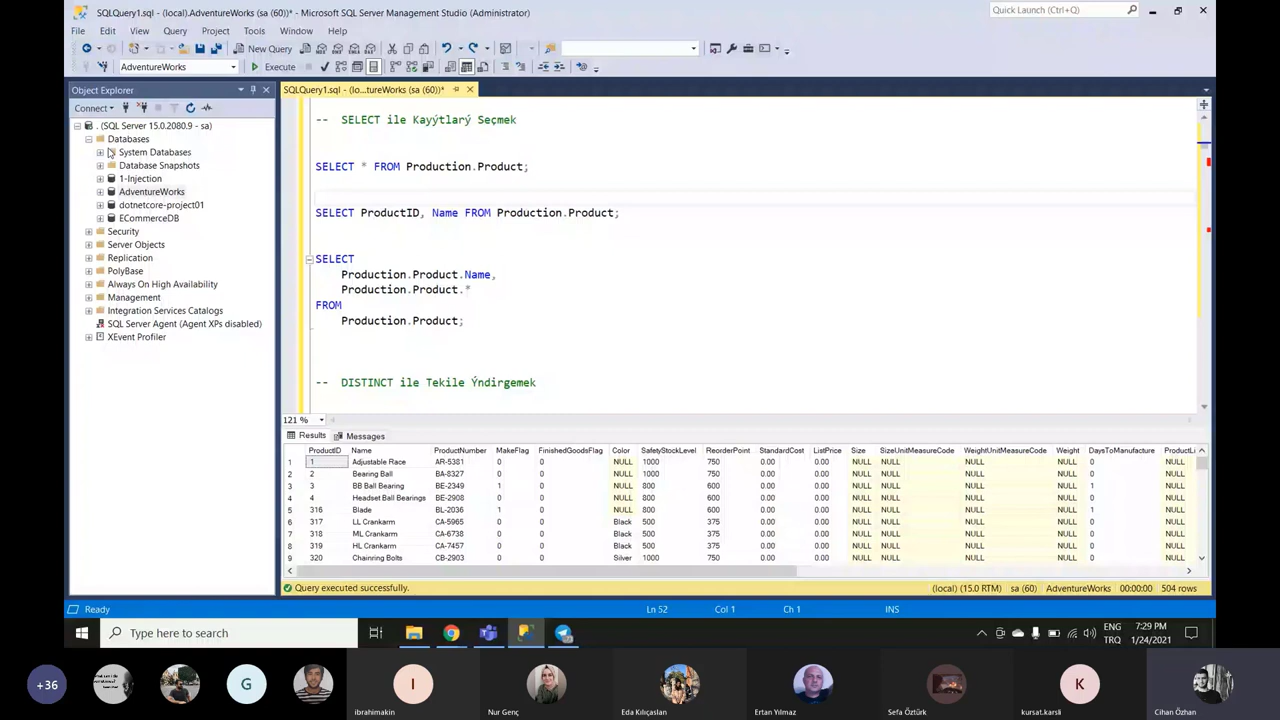 SQLQuery1.sql - (local).AdventureWorks (sa (60))* - Microsoft SQL Server Management Studio (Administrator)
Quick Launch (Ctrl+Q)
File Edit View Query Project Tools Window Help
New Query
AdventureWorks
Execute
Object Explorer
SQLQuery1.sql - (lo...tureWorks (sa (60))*
Connect
. (SQL Server 15.0.2080.9 - sa)
Databases
System Databases
Database Snapshots
1-Injection
AdventureWorks
dotnetcore-project01
ECommerceDB
Security
Server Objects
Replication
PolyBase
Always On High Availability
Management
Integration Services Catalogs
SQL Server Agent (Agent XPs disabled)
XEvent Profiler
-- SELECT ile Kayýtlarý Seçmek
SELECT * FROM Production.Product;
SELECT ProductID, Name FROM Production.Product;
SELECT
Production.Product.Name,
Production.Product.*
FROM
Production.Product;
-- DISTINCT ile Tekile Ýndirgemek
121 %
Results Messages
ProductID Name ProductNumber MakeFlag FinishedGoodsFlag Color SafetyStockLevel ReorderPoint StandardCost ListPrice Size SizeUnitMeasureCode WeightUnitMeasureCode Weight DaysToManufacture ProductLi
1 1 Adjustable Race AR-5381 0 0 NULL 1000 750 0.00 0.00 NULL NULL NULL NULL 0 NULL
2 2 Bearing Ball BA-8327 0 0 NULL 1000 750 0.00 0.00 NULL NULL NULL NULL 0 NULL
3 3 BB Ball Bearing BE-2349 1 0 NULL 800 600 0.00 0.00 NULL NULL NULL NULL 1 NULL
4 4 Headset Ball Bearings BE-2908 0 0 NULL 800 600 0.00 0.00 NULL NULL NULL NULL 0 NULL
5 316 Blade BL-2036 1 0 NULL 800 600 0.00 0.00 NULL NULL NULL NULL 1 NULL
6 317 LL Crankarm CA-5965 0 0 Black 500 375 0.00 0.00 NULL NULL NULL NULL 0 NULL
7 318 ML Crankarm CA-6738 0 0 Black 500 375 0.00 0.00 NULL NULL NULL NULL 0 NULL
8 319 HL Crankarm CA-7457 0 0 Black 500 375 0.00 0.00 NULL NULL NULL NULL 0 NULL
9 320 Chainring Bolts CB-2903 0 0 Silver 1000 750 0.00 0.00 NULL NULL NULL NULL 0 NULL
Query executed successfully. (local) (15.0 RTM) sa (60) AdventureWorks 00:00:00 504 rows
Ready Ln 52 Col 1 Ch 1 INS
Type here to search
ENG 7:29 PM
TRQ 1/24/2021
+36 G I K
ibrahimakin Nur Genç Eda Kılıçaslan Ertan Yılmaz Sefa Öztürk kursat.karsli Cihan Özhan